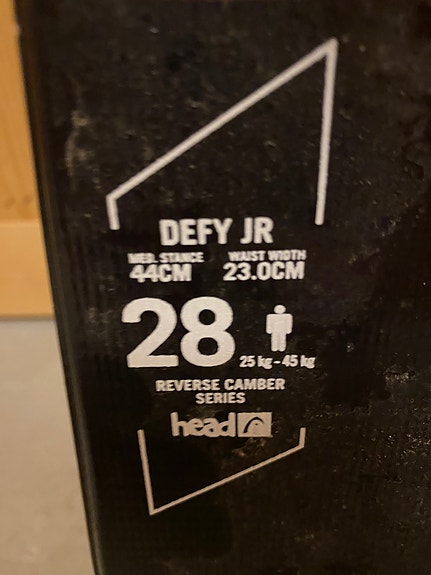 DEFY JR
MED. STANCE WAIST WIDTH
44CM 23.0CM
28 25 kg - 45 kg
REVERSE CAMBER
SERIES
head